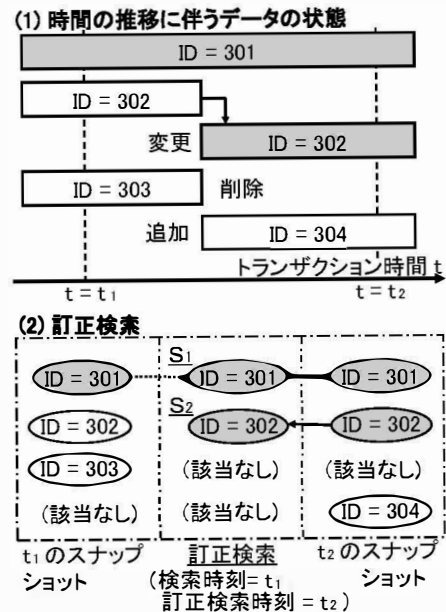 (1) 時間の推移に伴うデータの状態
ID = 301
ID = 302
変更
ID = 302
ID = 303
削除
追加
ID = 304
トランザクション時間 t
t = t₁
t = t₂
(2) 訂正検索
S₁
ID = 301
ID = 301
ID = 301
S₂
ID = 302
ID = 302
ID = 302
ID = 303
(該当なし)
(該当なし)
(該当なし)
(該当なし)
ID = 304
t₁ のスナップ
ショット
訂正検索
(検索時刻= t₁
訂正検索時刻 = t₂)
t₂ のスナップ
ショット